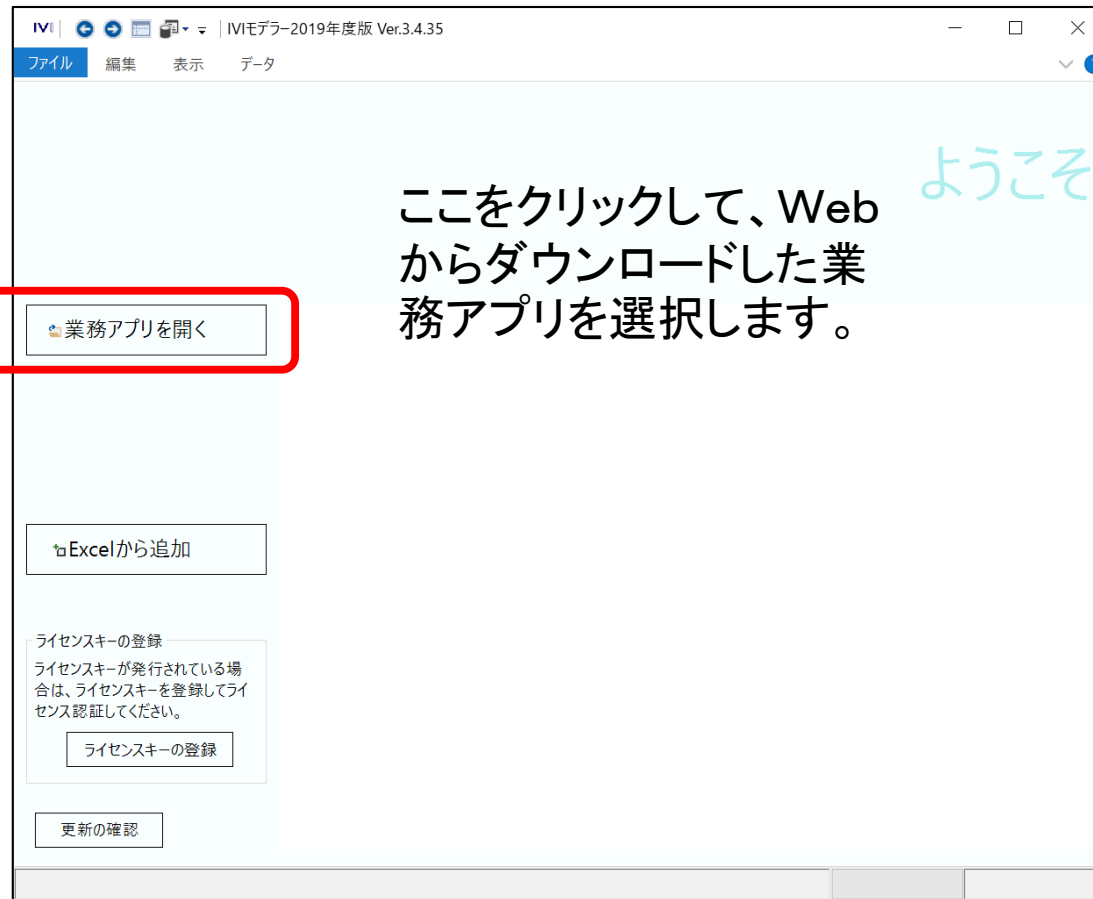 IVI IVIモデラー2019年度版 Ver.3.4.35
ファイル 編集 表示 データ
ようこそ
ここをクリックして、Web
からダウンロードした業
務アプリを選択します。
業務アプリを開く
Excelから追加
ライセンスキーの登録
ライセンスキーが発行されている場
合は、ライセンスキーを登録してライ
センス認証してください。
ライセンスキーの登録
更新の確認